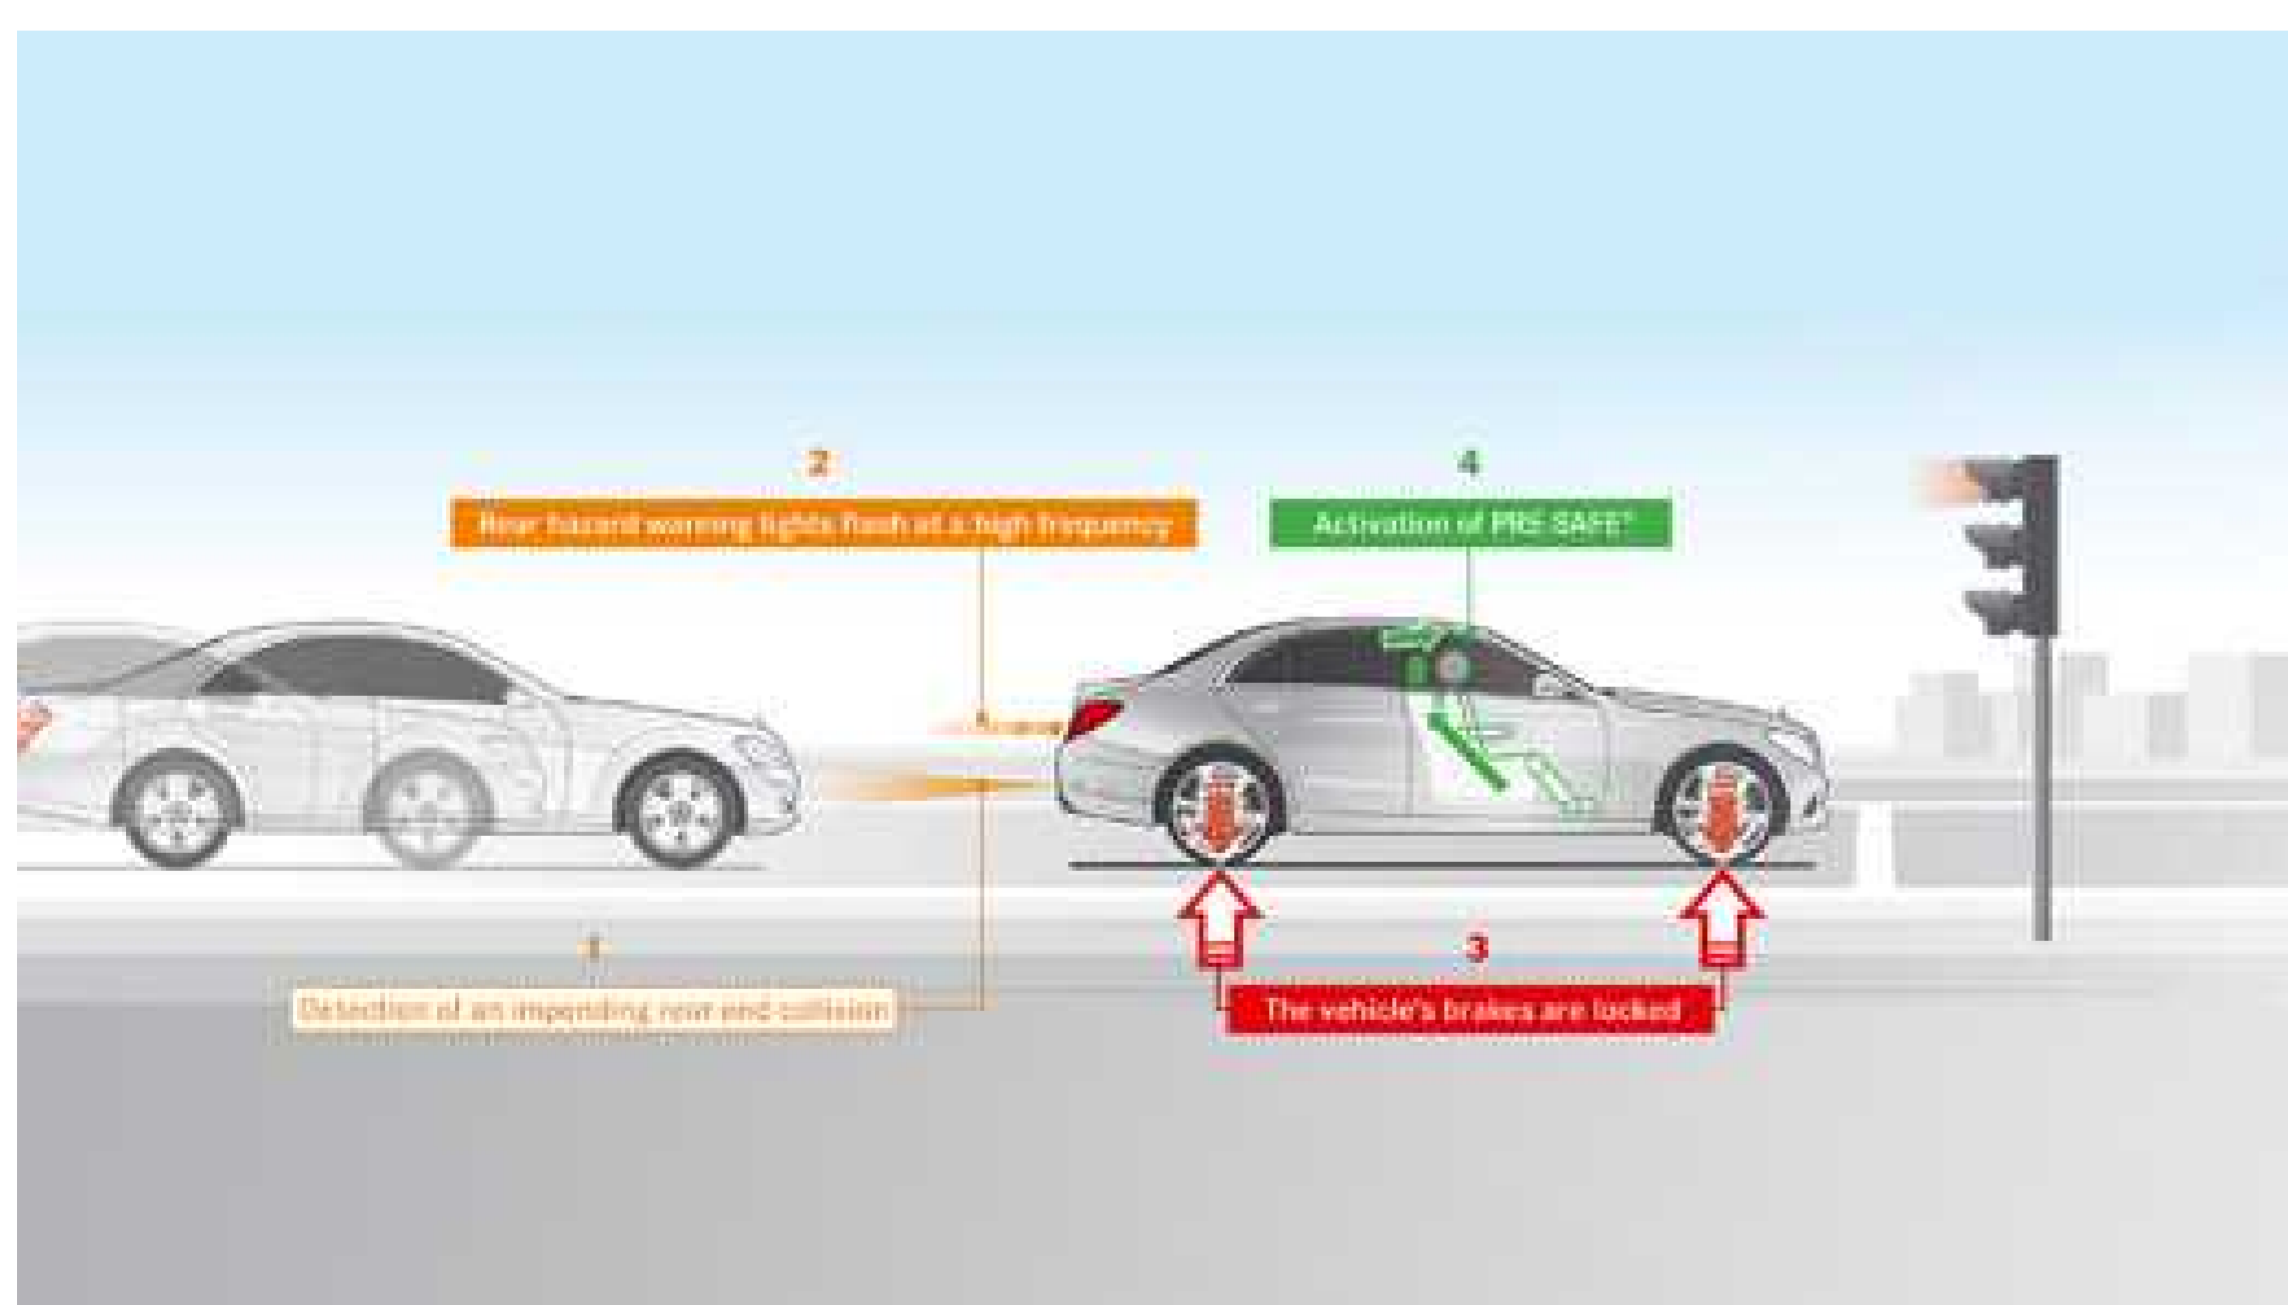 2
Rear hazard warning lights flash at a high frequency
4
Activation of PRE-SAFE®
1
Detection of an impending rear end collision
3
The vehicle's brakes are locked